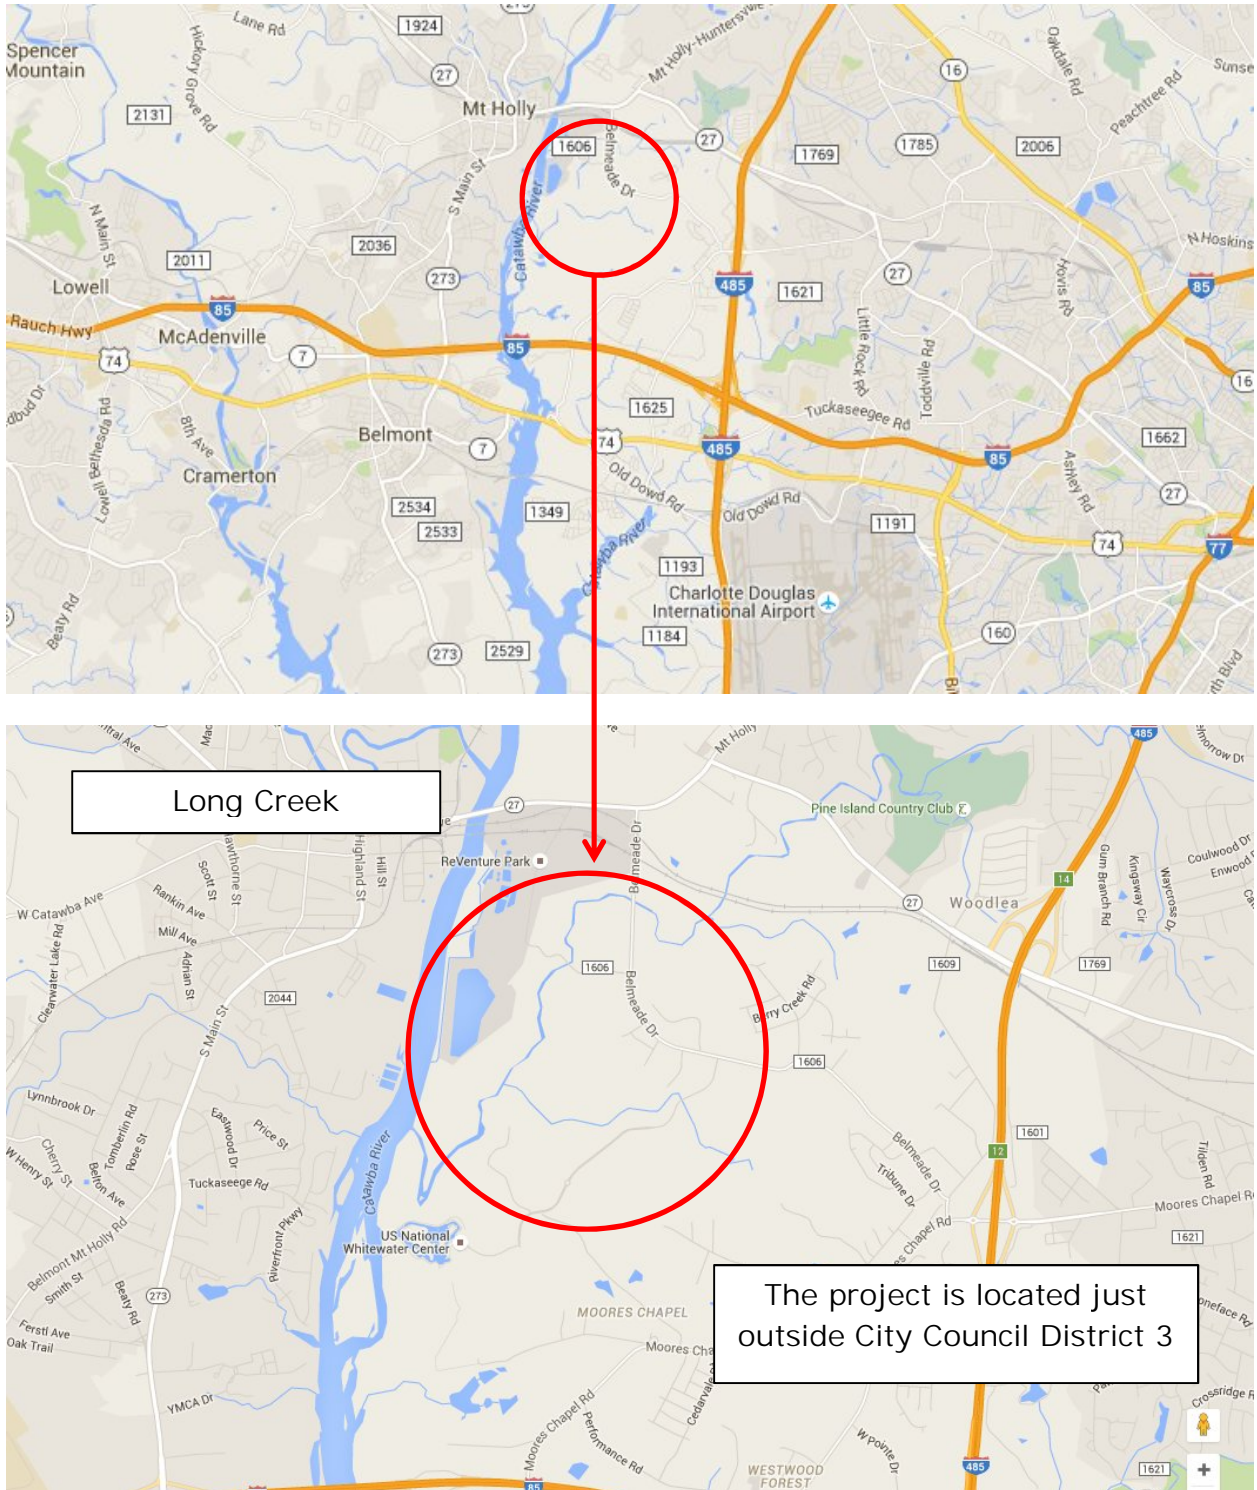 Spencer
Mountain
Lane Rd
1924
27
Hickory Grove Rd
2131
Mt Holly
Mt Holly-Huntersville
16
Oakdale Rd
Sunse
Peachtree Rd
1606
Belmeade Dr
27
1769
1785
2006
S Main St
N Main St
2036
2011
Catawba River
273
Lowell
85
Rauch Hwy
McAdenville
74
7
85
485
1621
27
Hovis Rd
N Hoskins
85
Little Rock Rd
Toddville Rd
16
dbud Dr
Lowell Bethesda Rd
8th Ave
Belmont
7
1625
74
485
Tuckaseegee Rd
85
1662
Ashley Rd
27
Cramerton
2534
2533
1349
Old Dowd Rd
Old Dowd Rd
1191
74
77
Catawba River
1193
Charlotte Douglas
International Airport
1184
160
Beaty Rd
273
2529
th Blvd
Long Creek
27
Mt Holly
485
Pine Island Country Club
ReVenture Park
Belmeade Dr
Hawthorne St
Highland St
Hill St
Scott St
Rankin Ave
W Catawba Ave
Mill Ave
Adrian St
Clearwater Lake Rd
14
Gum Branch Rd
Kingsway Cir
Waycross Dr
Coulwood Dr
Enwood
27
Woodlea
1606
1609
1769
Belmeade Dr
Berry Creek Rd
2044
S Main St
1606
Lynnbrook Dr
Tomberlin Rd
Rose St
Eastwood Dr
Price St
Cherry St
W Henry St
Belton Ave
Tuckaseege Rd
Catawba River
1601
12
Belmeade Dr
Tribune Dr
Tilden Rd
Moores Chapel R
1621
Chapel Rd
US National
Whitewater Center
Riverfront Pkwy
Belmont Mt Holly Rd
Smith St
Beaty Rd
273
Ferstl Ave
Oak Trail
MOORES CHAPEL
Moores Cha
The project is located just
outside City Council District 3
Cedarvale
YMCA Dr
Moores Chapel Rd
Performance Rd
W Pointe Dr
WESTWOOD
FOREST
485
1621
85
+